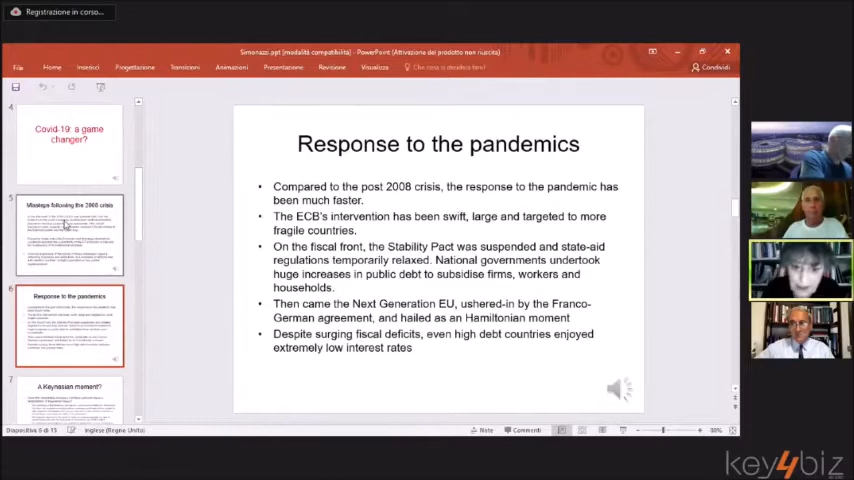 Registrazione in corso...
Simonazzi.ppt [modalità compatibilità] - PowerPoint (Attivazione del prodotto non riuscita)
File Home Inserisci Progettazione Transizioni Animazioni Presentazione Revisione Visualizza Che cosa si desidera fare? Condividi
4
Covid-19: a game
changer?
5
Missteps following the 2008 crisis
6
Response to the pandemics
7
A Keynesian moment?
Response to the pandemics
• Compared to the post 2008 crisis, the response to the pandemic has
been much faster.
• The ECB's intervention has been swift, large and targeted to more
fragile countries.
• On the fiscal front, the Stability Pact was suspended and state-aid
regulations temporarily relaxed. National governments undertook
huge increases in public debt to subsidise firms, workers and
households.
• Then came the Next Generation EU, ushered-in by the Franco-
German agreement, and hailed as an Hamiltonian moment
• Despite surging fiscal deficits, even high debt countries enjoyed
extremely low interest rates
Diapositiva 6 di 15 Inglese (Regno Unito) Note Commenti
key4biz